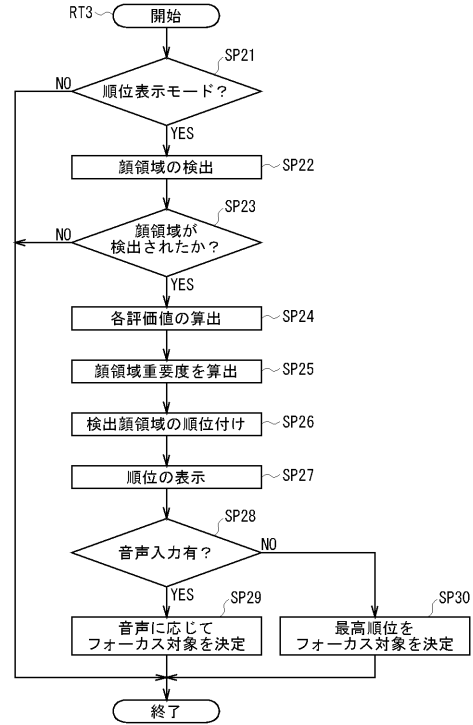 RT3
開始
SP21
順位表示モード？
NO
YES
顔領域の検出
SP22
SP23
顔領域が
検出されたか？
NO
YES
各評価値の算出
SP24
顔領域重要度を算出
SP25
検出顔領域の順位付け
SP26
順位の表示
SP27
SP28
音声入力有？
NO
YES
SP29
音声に応じて
フォーカス対象を決定
SP30
最高順位を
フォーカス対象を決定
終了